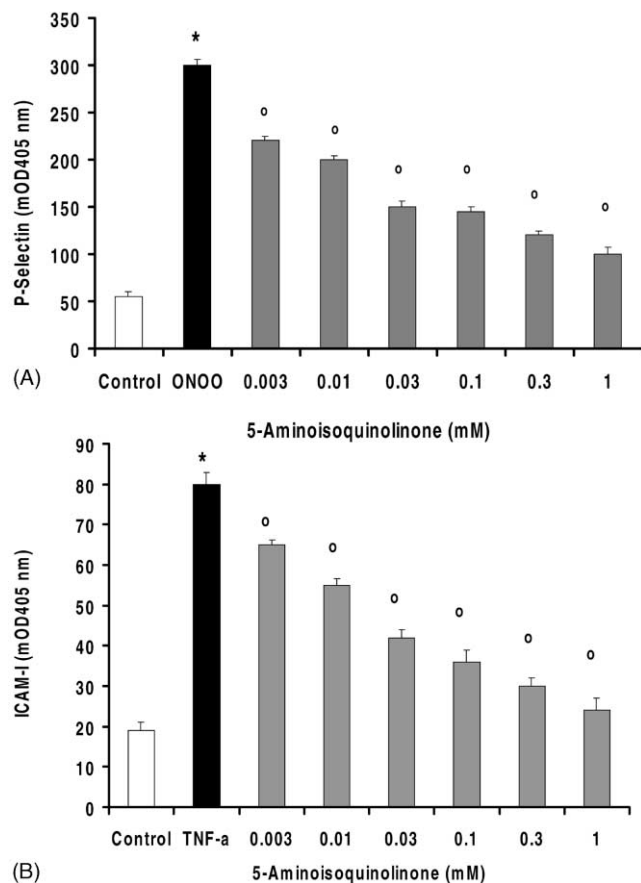 350
300
250
200
150
100
50
0
P-Selectin (mOD405 nm)
*
o
o
o
o
o
o
Control ONOO 0.003 0.01 0.03 0.1 0.3 1
(A)
5-Aminoisoquinolinone (mM)
90
80
70
60
50
40
30
20
10
0
ICAM-I (mOD405 nm)
*
o
o
o
o
o
o
Control TNF-a 0.003 0.01 0.03 0.1 0.3 1
(B)
5-Aminoisoquinolinone (mM)